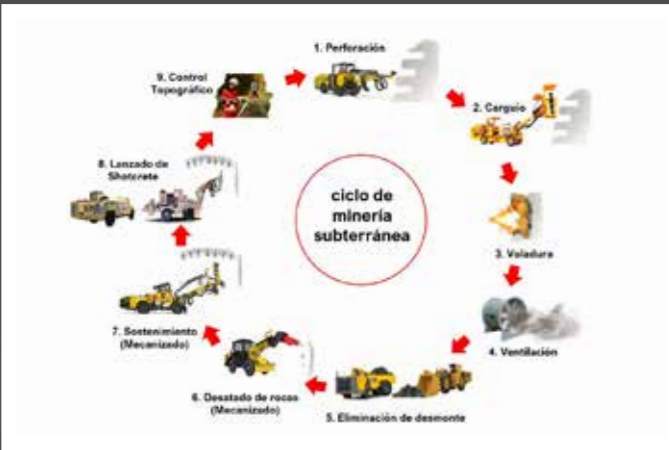 ciclo de
minería
subterránea
1. Perforación
2. Carguio
3. Voladura
4. Ventilación
5. Eliminación de desmonte
6. Desatado de rocas
(Mecanizado)
7. Sostenimiento
(Mecanizado)
8. Lanzado de
Shotcrete
9. Control
Topográfico